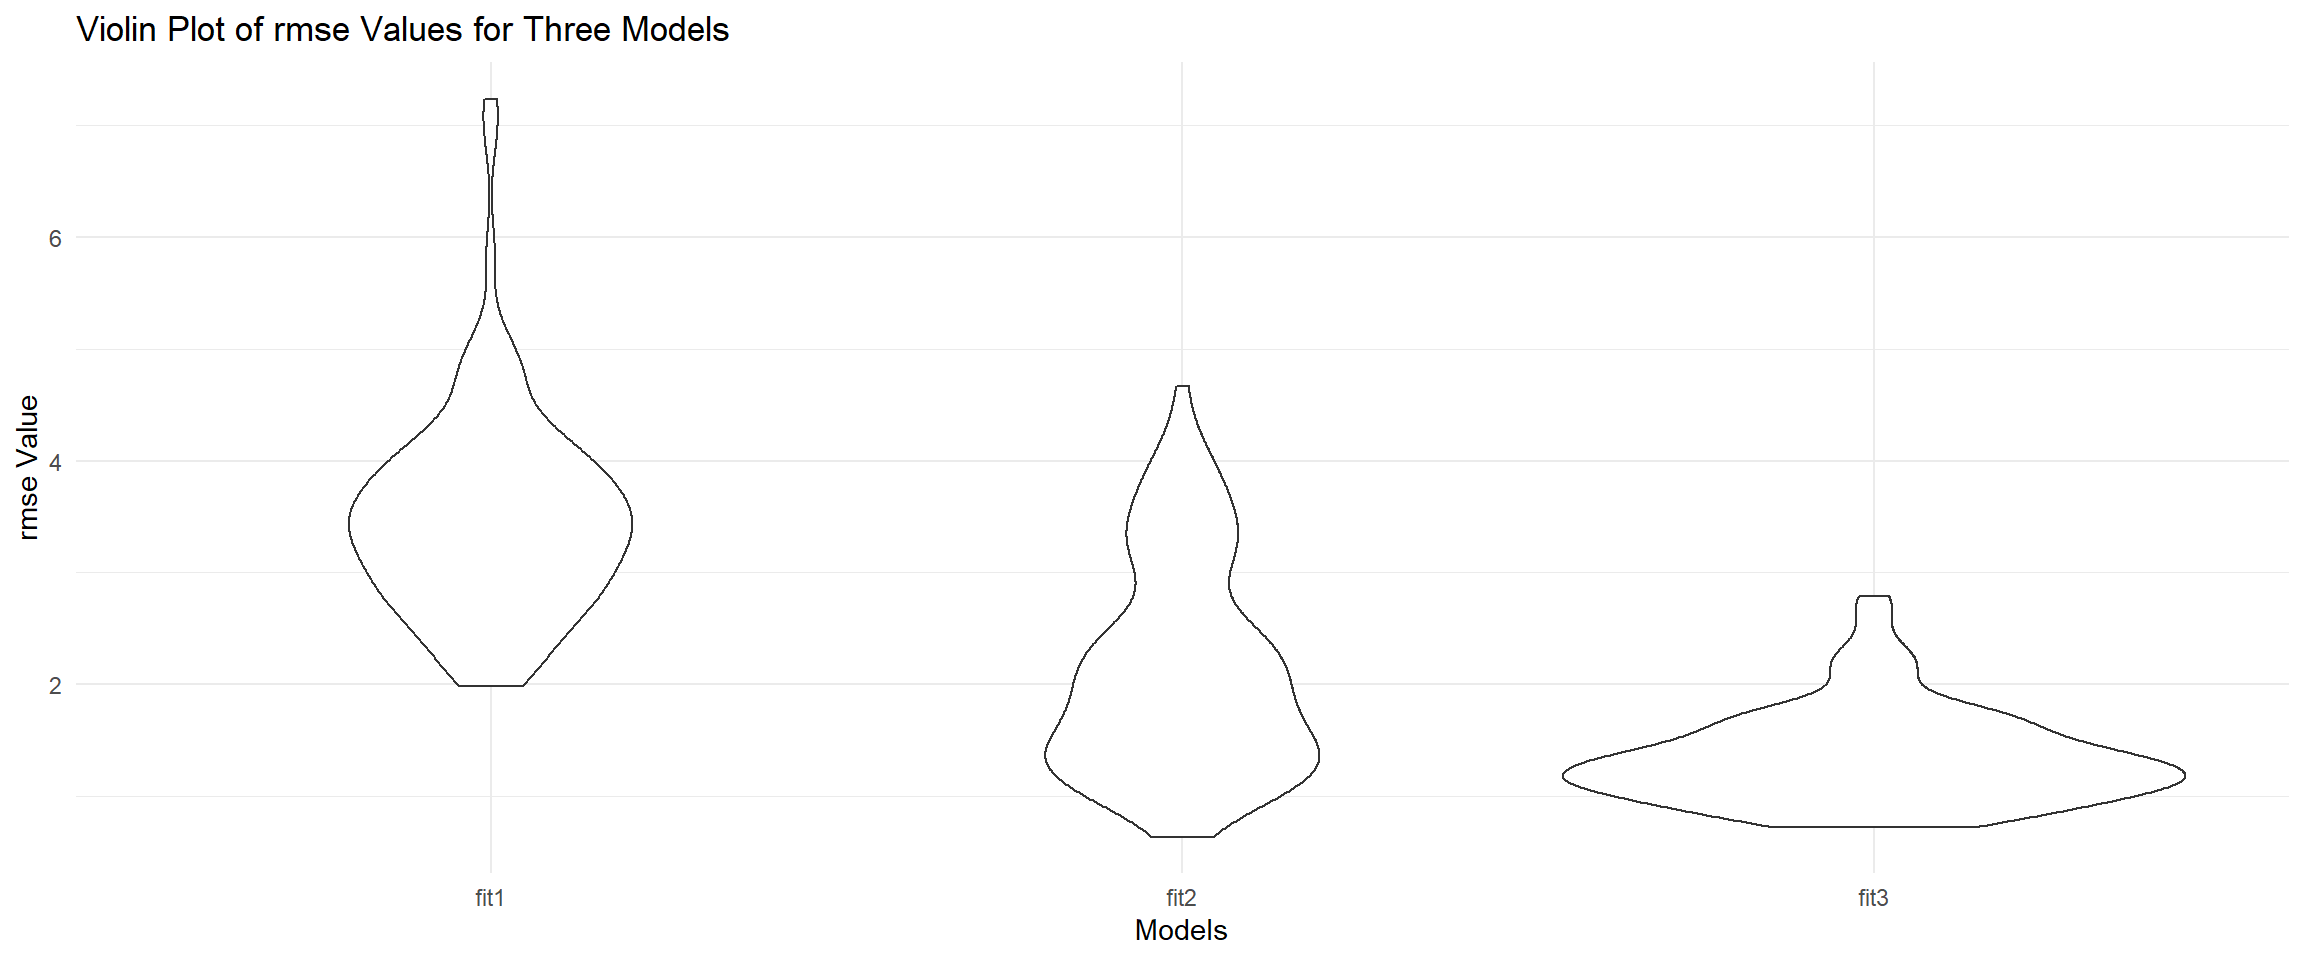 Violin Plot of rmse Values for Three Models
rmse Value
6
4
2
fit1
fit2
fit3
Models